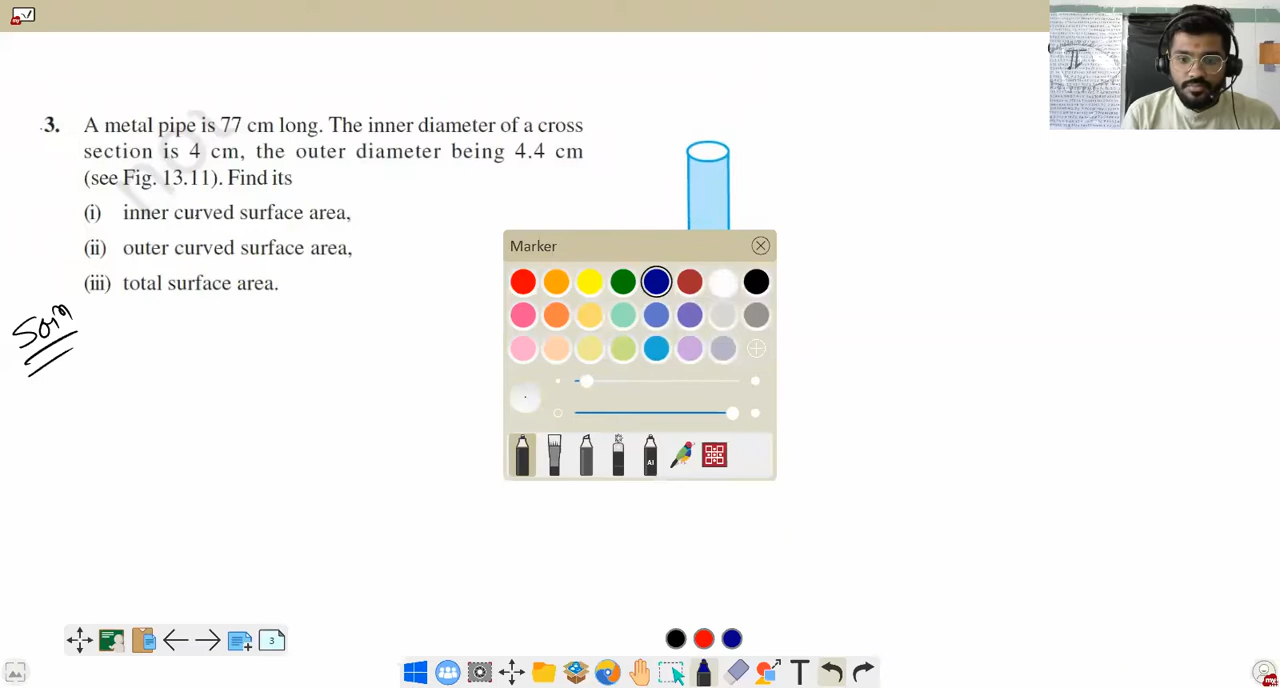 3. A metal pipe is 77 cm long. The inner diameter of a cross
section is 4 cm, the outer diameter being 4.4 cm
(see Fig. 13.11). Find its
(i) inner curved surface area,
(ii) outer curved surface area,
(iii) total surface area.
Soln
Marker
AI
3
T
π